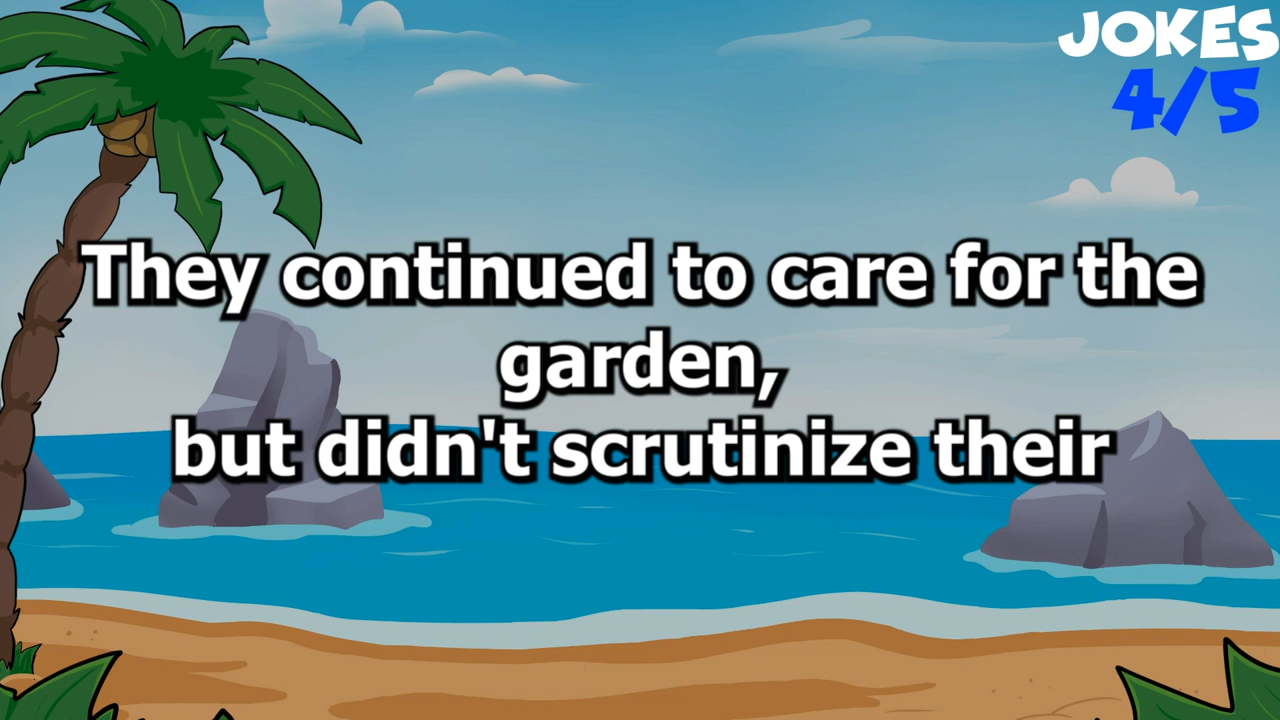 JOKES
4/5
They continued to care for the
garden,
but didn't scrutinize their